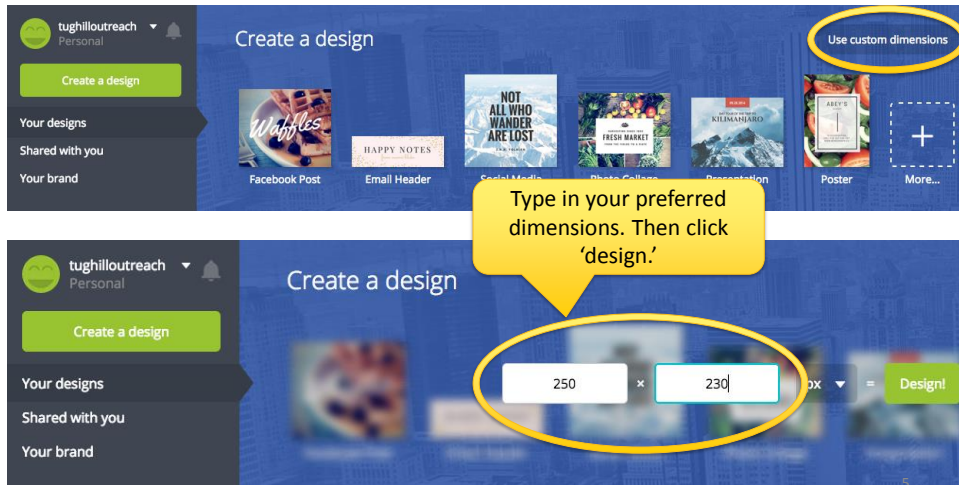 tughilloutreach
Personal
Create a design
Your designs
Shared with you
Your brand
Create a design
Use custom dimensions
Waffles
HAPPY NOTES
NOT
ALL WHO
WANDER
ARE LOST
FRESH MARKET
KILIMANJARO
ABEY'S
Facebook Post
Email Header
Social Media
Photo Collage
Presentation
Poster
More...
Type in your preferred
dimensions. Then click
‘design.’
tughilloutreach
Personal
Create a design
Your designs
Shared with you
Your brand
Create a design
250 × 230 px = Design!
5